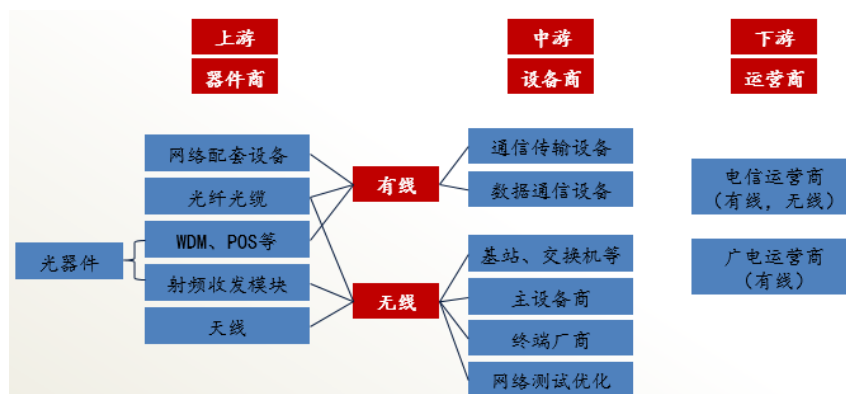 上游
中游
下游
器件商
设备商
运营商
网络配套设备
光纤光缆
WDM、POS等
光器件
射频收发模块
天线
有线
无线
通信传输设备
数据通信设备
基站、交换机等
主设备商
终端厂商
网络测试优化
电信运营商
(有线，无线)
广电运营商
(有线)